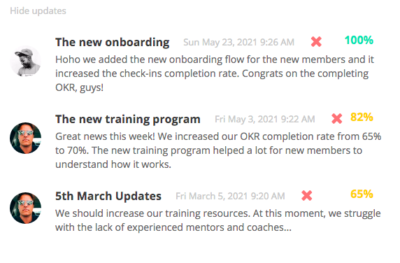 Hide updates
The new onboarding Sun May 23, 2021 9:26 AM 100%
Hoho we added the new onboarding flow for the new members and it
increased the check-ins completion rate. Congrats on the completing
OKR, guys!
The new training program Fri May 3, 2021 9:22 AM 82%
Great news this week! We increased our OKR completion rate from 65%
to 70%. The new training program helped a lot for new members to
understand how it works.
5th March Updates Fri March 5, 2021 9:20 AM 65%
We should increase our training resources. At this moment, we struggle
with the lack of experienced mentors and coaches...